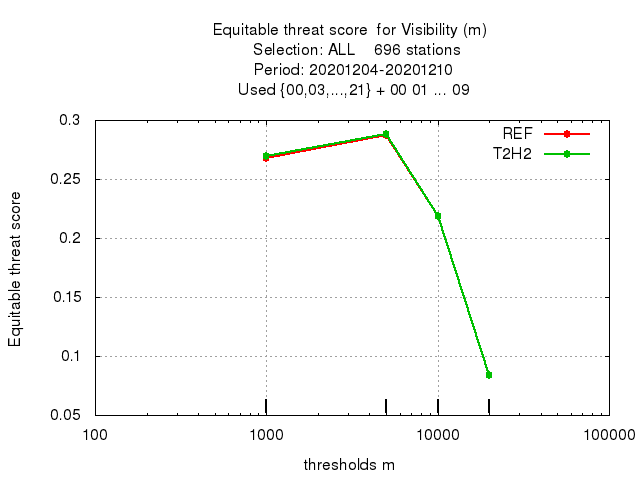 Equitable threat score  for Visibility (m)
Selection: ALL    696 stations
Period: 20201204-20201210
Used {00,03,...,21} + 00 01 ... 09
REF
T2H2
0.3
0.25
0.2
0.15
0.1
0.05
Equitable threat score
100
1000
10000
100000
thresholds m